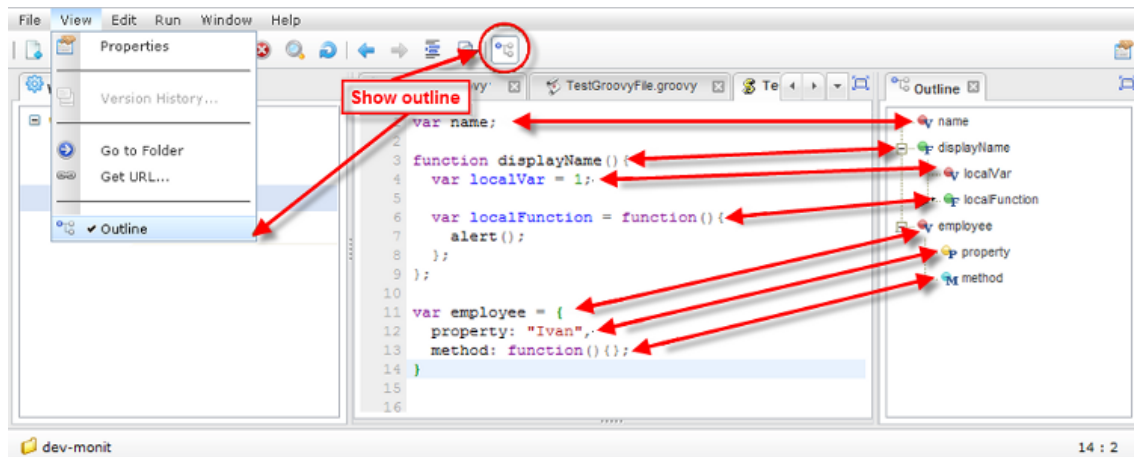 File View Edit Run Window Help
Properties
Version History...
Go to Folder
Get URL...
✔ Outline
Show outline
TestGroovyFile.groovy
Te
Outline
var name;
2
3 function displayName(){
4 var localVar = 1;
5
6 var localFunction = function(){
7 alert();
8 };
9 };
10
11 var employee = {
12 property: "Ivan",
13 method: function(){};
14 }
15
16
name
displayName
localVar
localFunction
employee
property
method
dev-monit
14 : 2